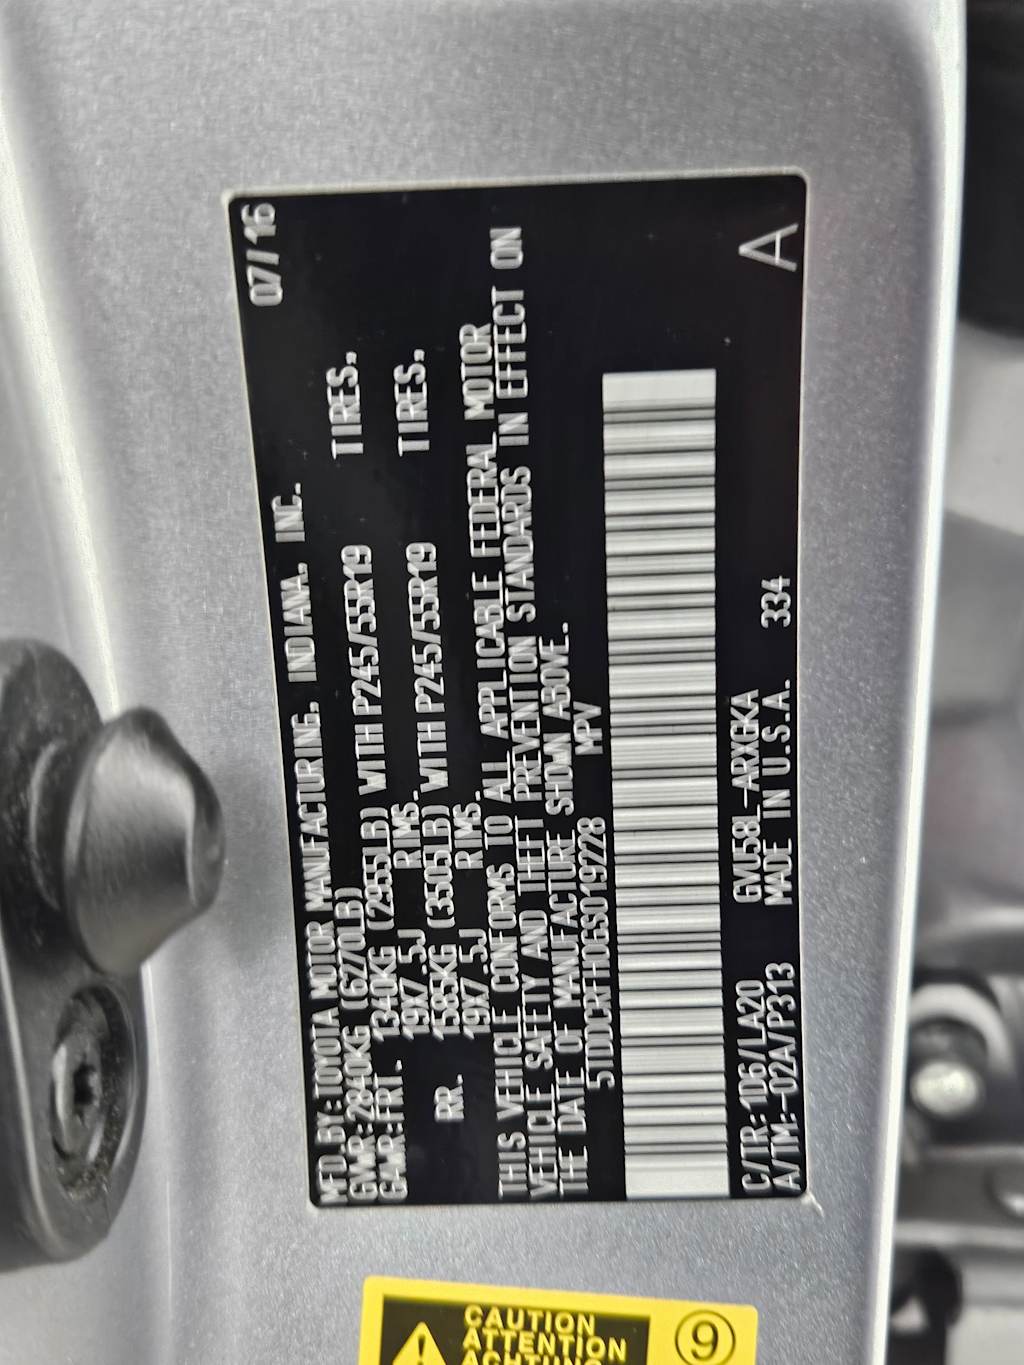 07/16
MFD.BY:TOYOTA MOTOR MANUFACTURING, INDIANA, INC.
GVWR:2840KG (6270LB)
GAWR:FRT. 1340KG (2955LB) WITH P245/55R19 TIRES,
19X7.5J RIMS.
RR. 1585KG (3505LB) WITH P245/55R19 TIRES,
19X7.5J RIMS.
THIS VEHICLE CONFORMS TO ALL APPLICABLE FEDERAL MOTOR
VEHICLE SAFETY AND THEFT PREVENTION STANDARDS IN EFFECT ON
THE DATE OF MANUFACTURE SHOWN ABOVE.
5TDDCRFH0GS019228 MPV
C/TR:1D6/LA20 GVU58L-ARXGKA
A/TM:-02A/P313 MADE IN U.S.A. 334
A
CAUTION
ATTENTION
ACHTUNG
9